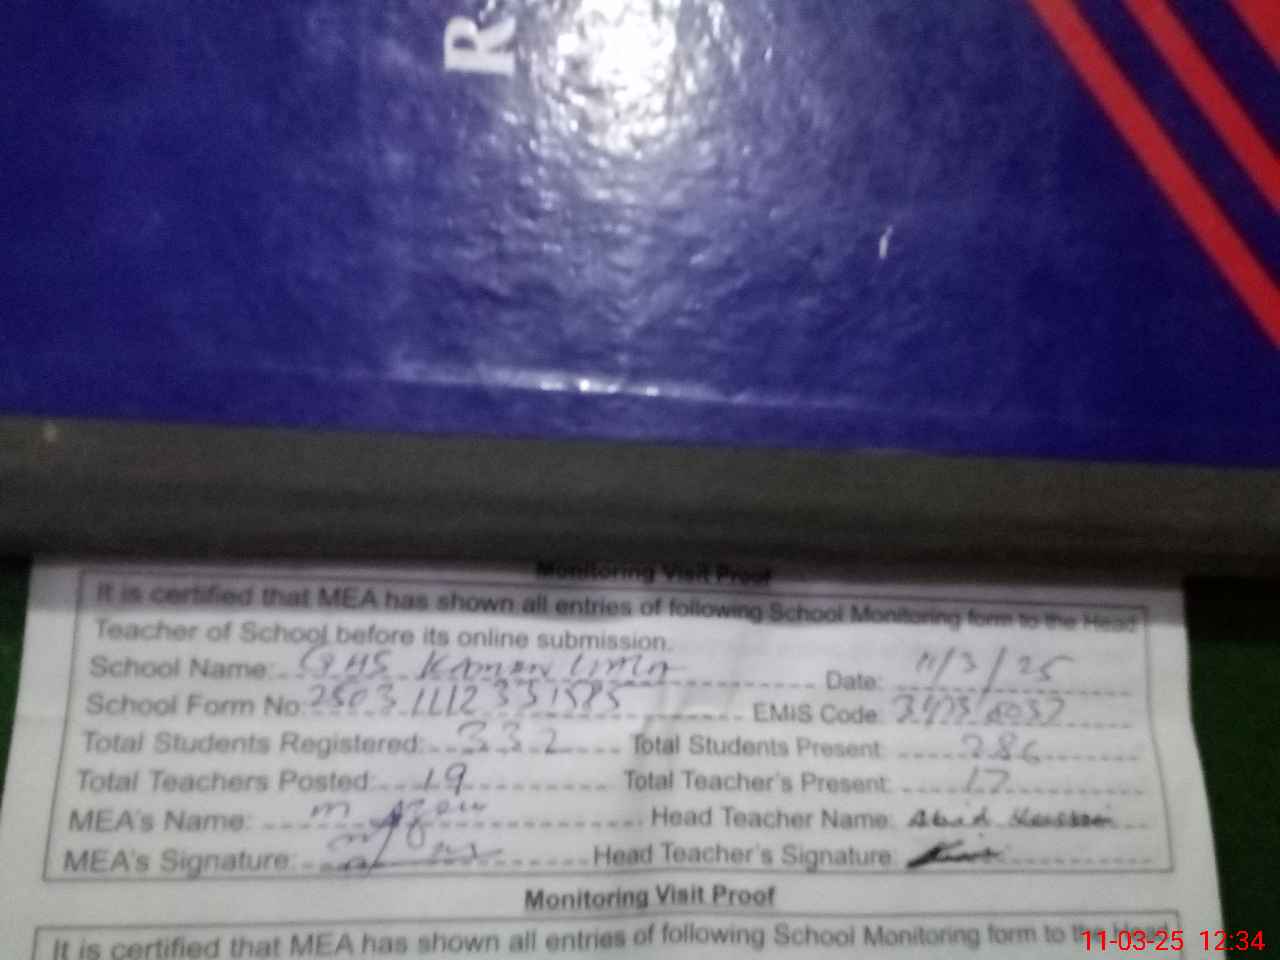 R
Monitoring Visit Proof
It is certified that MEA has shown all entries of following School Monitoring form to the Head
Teacher of School before its online submission.
School Name: GHS Date: 11/3/25
School Form No: EMIS Code:
Total Students Registered: 332 Total Students Present: 286
Total Teachers Posted: 19 Total Teacher's Present: 17
MEA's Name: M Head Teacher Name: Abid Hussain
MEA's Signature: Head Teacher's Signature:
Monitoring Visit Proof
It is certified that MEA has shown all entries of following School Monitoring form to the Head
11-03-25 12:34